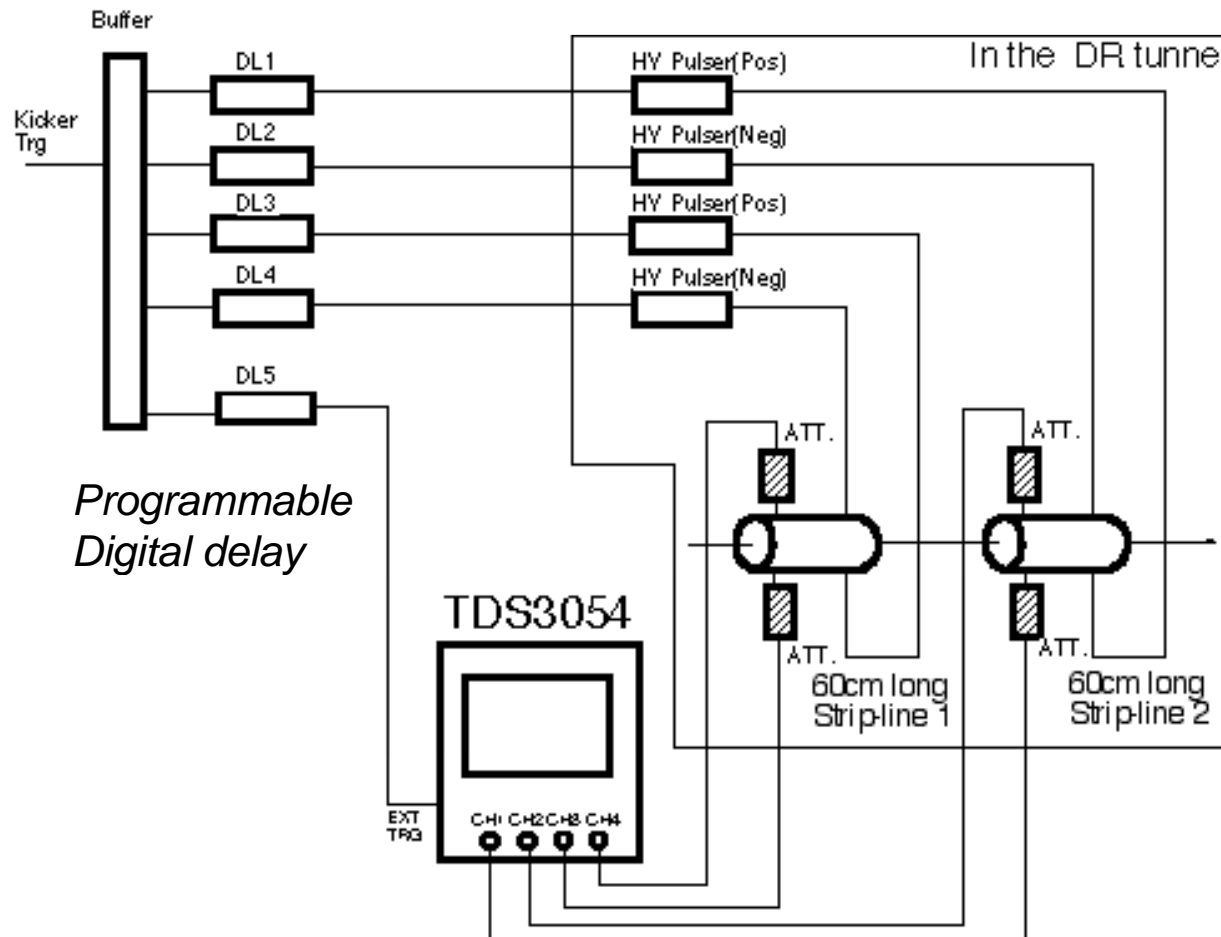 Buffer
Kicker
Trg
DL1
DL2
DL3
DL4
DL5
HV Pulser(Pos)
HV Pulser(Neg)
HV Pulser(Pos)
HV Pulser(Neg)
In the DR tunne
Programmable
Digital delay
ATT.
ATT.
ATT.
ATT.
60cm long
Strip-line 1
60cm long
Strip-line 2
TDS3054
EXT
TRG
CH1 CH2 CH3 CH4